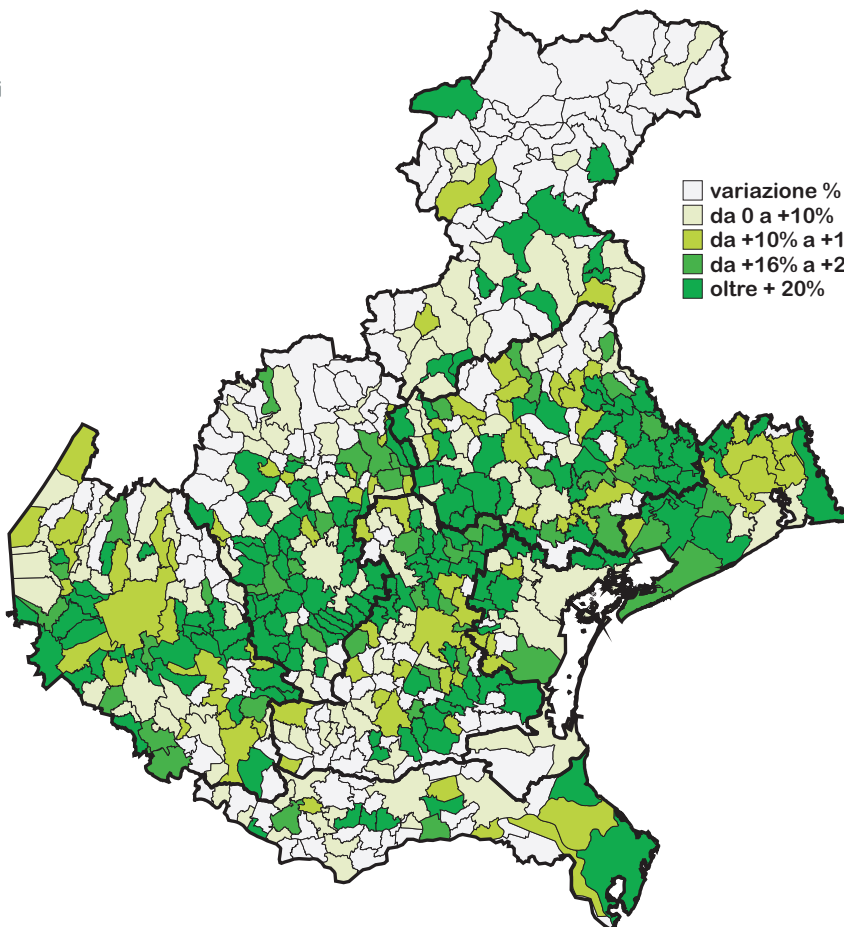 i
variazione %
da 0 a +10%
da +10% a +1
da +16% a +2
oltre + 20%